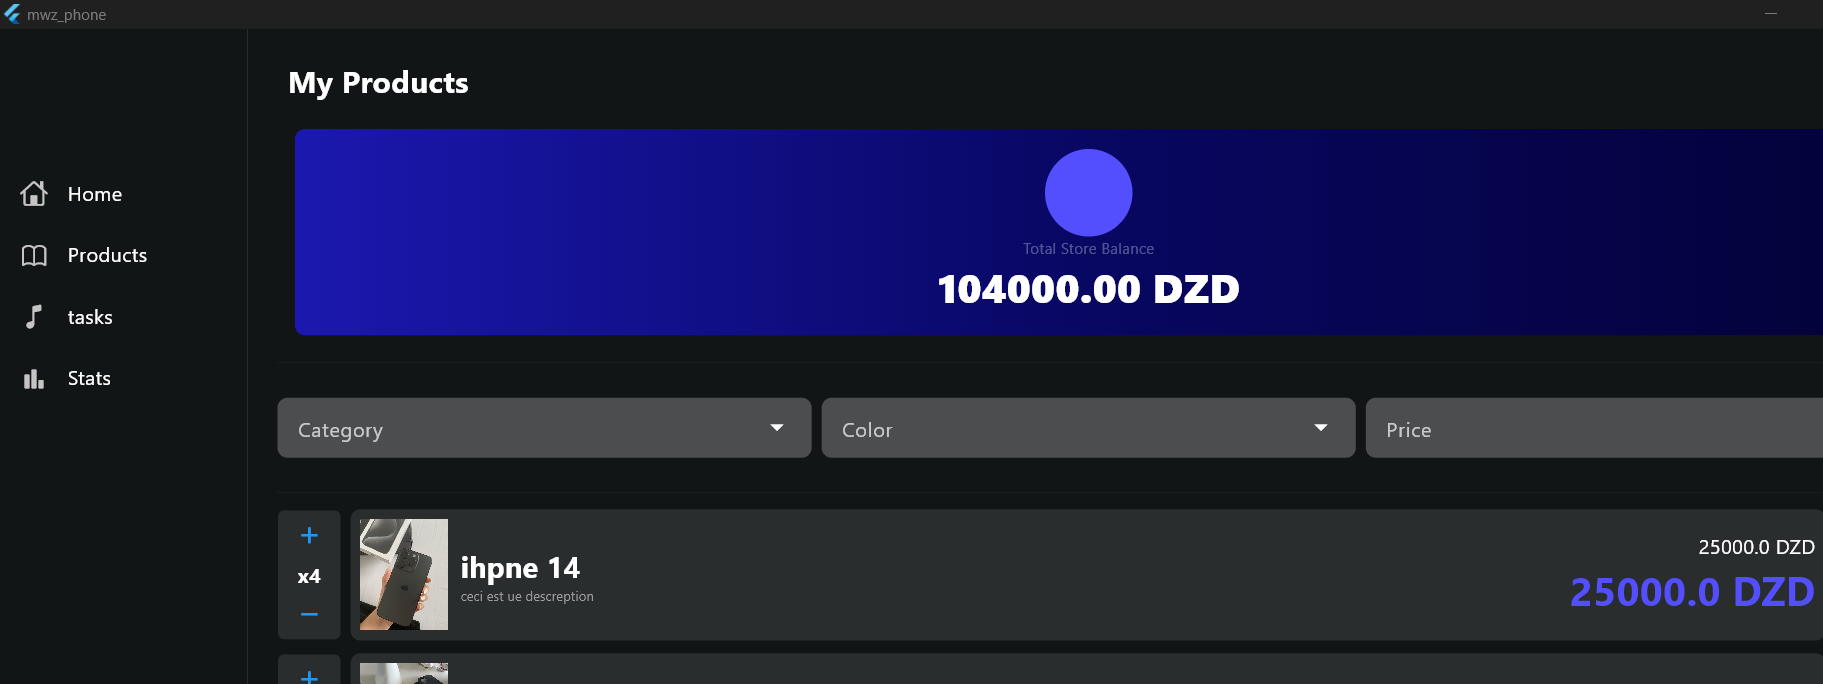 mwz_phone
My Products
Home
Products
tasks
Stats
Total Store Balance
104000.00 DZD
Category
Color
Price
+
x4
−
ihpne 14
ceci est ue descreption
25000.0 DZD
25000.0 DZD
+